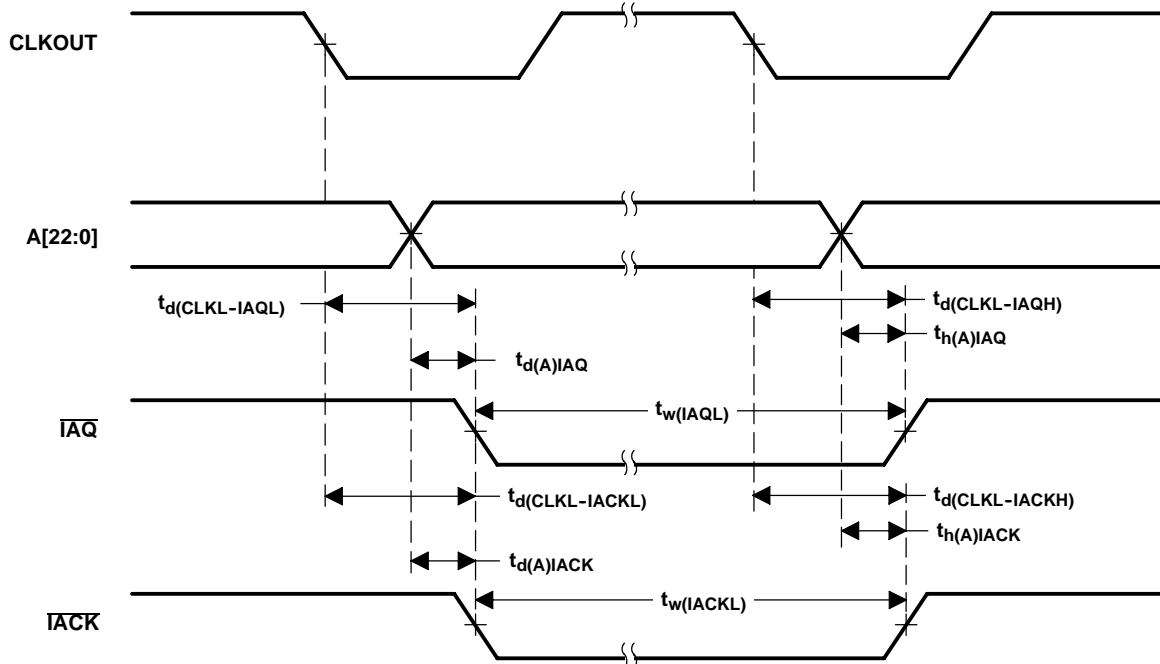 CLKOUT
A[22:0]
td(CLKL-IAQL)
td(CLKL-IAQH)
th(A)IAQ
td(A)IAQ
tw(IAQL)
IAQ
td(CLKL-IACKL)
td(CLKL-IACKH)
th(A)IACK
td(A)IACK
tw(IACKL)
IACK